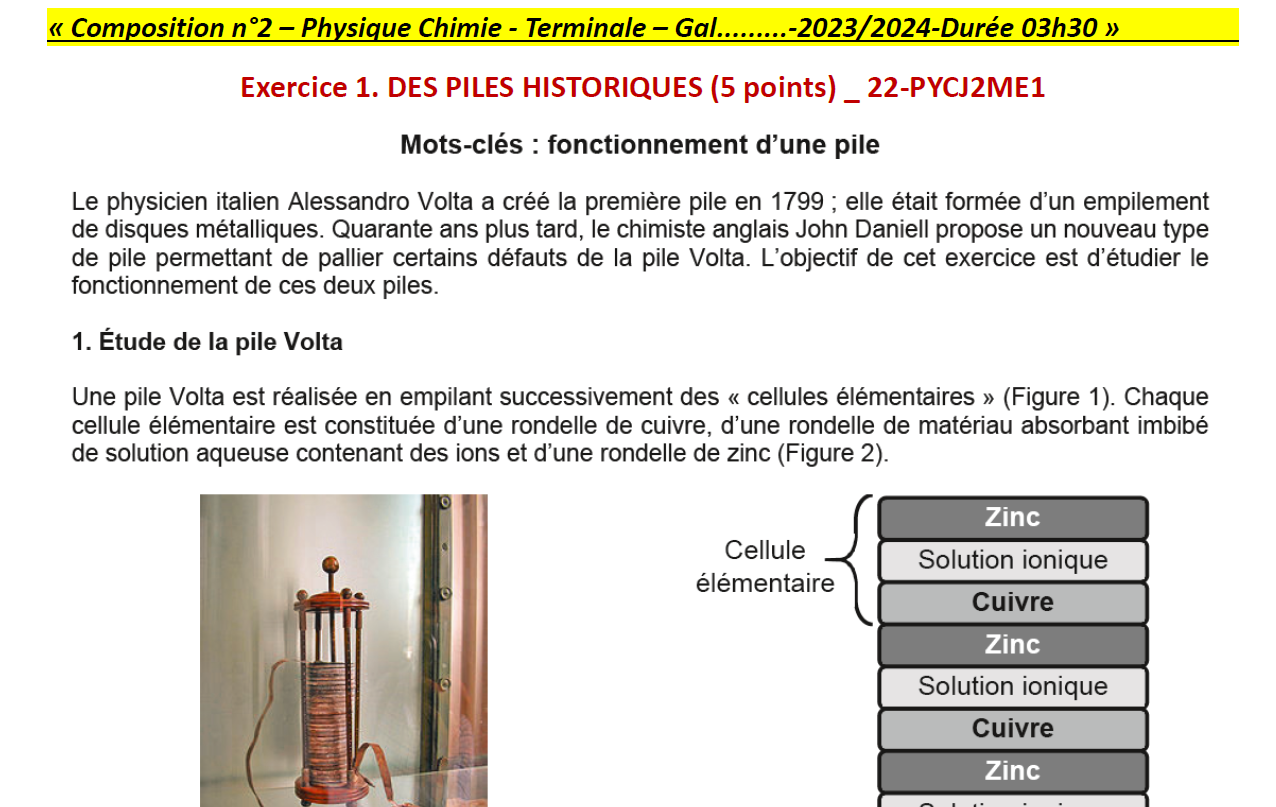 « Composition n°2 – Physique Chimie - Terminale – Gal.........-2023/2024-Durée 03h30 »
Exercice 1. DES PILES HISTORIQUES (5 points) _ 22-PYCJ2ME1
Mots-clés : fonctionnement d’une pile
Le physicien italien Alessandro Volta a créé la première pile en 1799 ; elle était formée d’un empilement
de disques métalliques. Quarante ans plus tard, le chimiste anglais John Daniell propose un nouveau type
de pile permettant de pallier certains défauts de la pile Volta. L’objectif de cet exercice est d’étudier le
fonctionnement de ces deux piles.
1. Étude de la pile Volta
Une pile Volta est réalisée en empilant successivement des « cellules élémentaires » (Figure 1). Chaque
cellule élémentaire est constituée d’une rondelle de cuivre, d’une rondelle de matériau absorbant imbibé
de solution aqueuse contenant des ions et d’une rondelle de zinc (Figure 2).
Cellule
élémentaire
Zinc
Solution ionique
Cuivre
Zinc
Solution ionique
Cuivre
Zinc